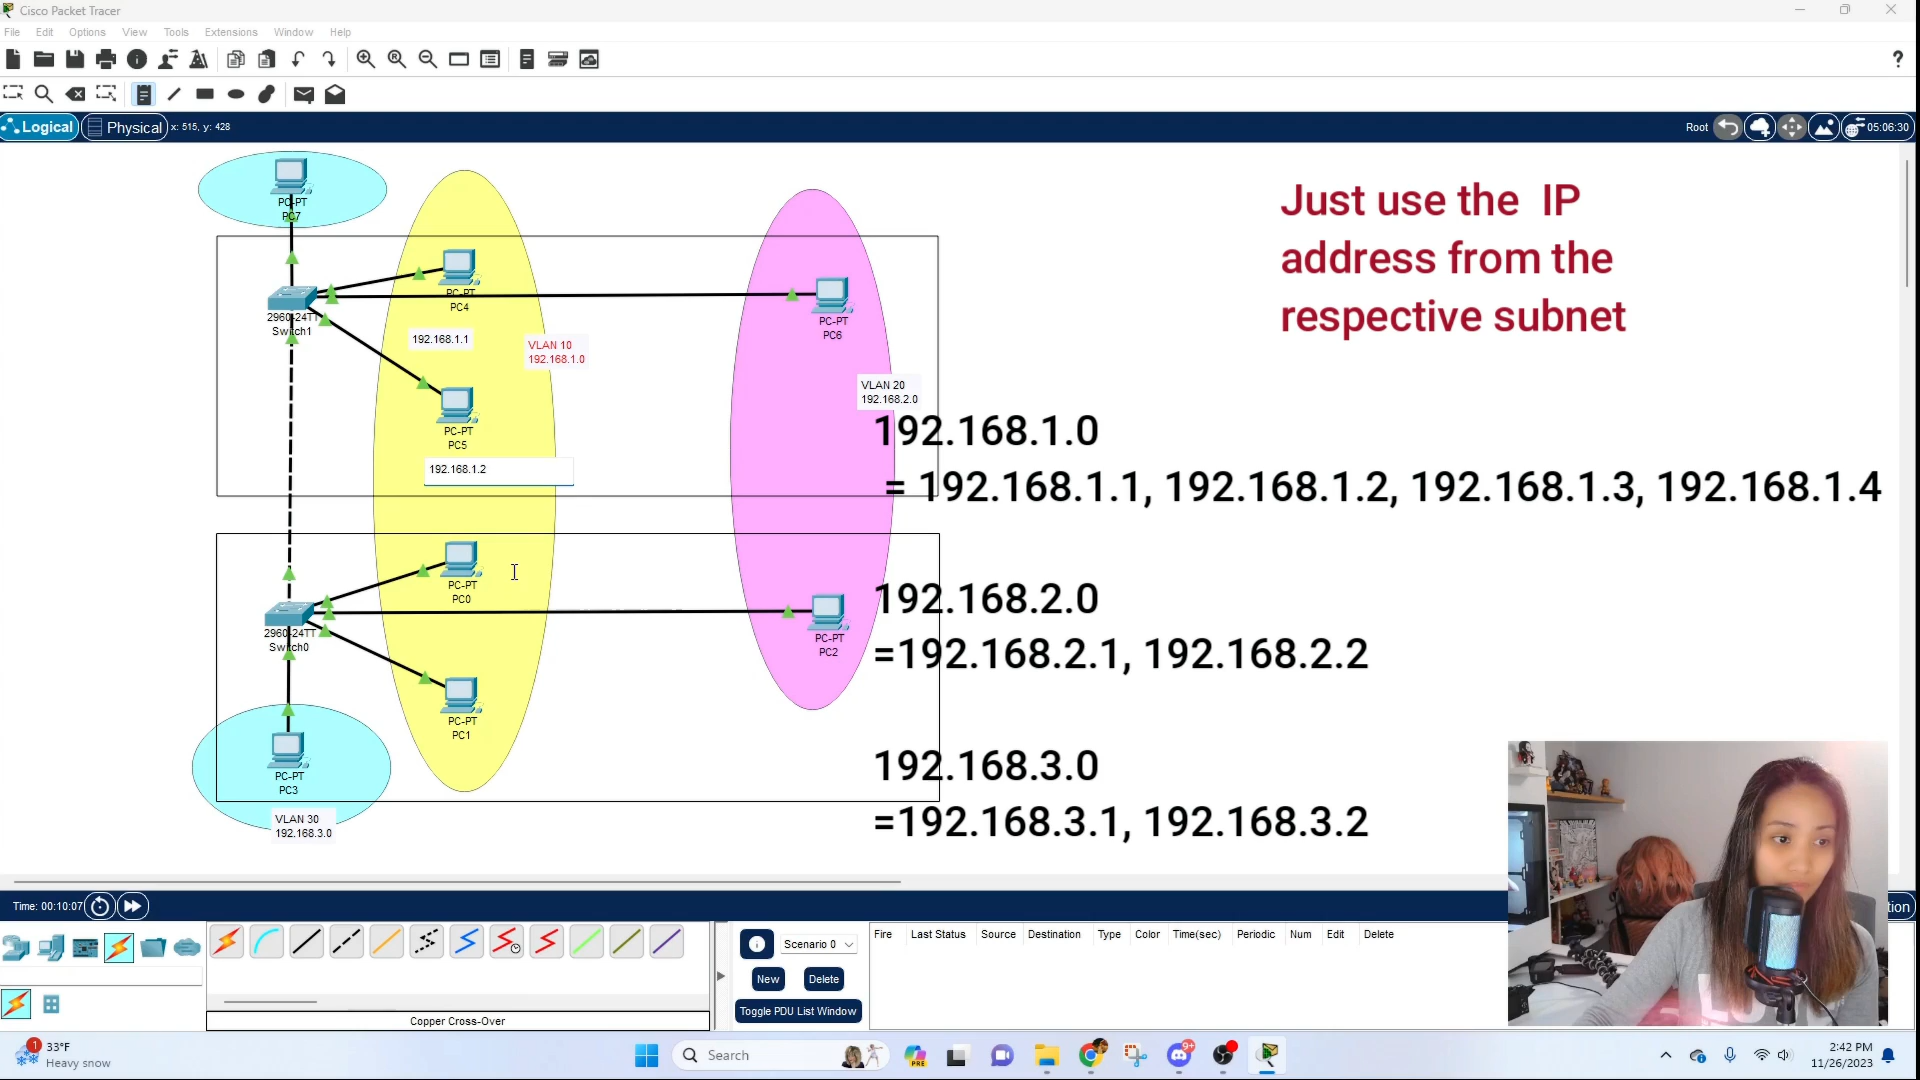 Cisco Packet Tracer
File Edit Options View Tools Extensions Window Help
Logical Physical x: 515, y: 428 Root 05:06:30
PC-PT
PC7
PC-PT
PC4
2960-24TT
Switch1
192.168.1.1
VLAN 10
192.168.1.0
PC-PT
PC6
VLAN 20
192.168.2.0
PC-PT
PC5
192.168.1.2
PC-PT
PC0
2960-24TT
Switch0
PC-PT
PC2
PC-PT
PC1
PC-PT
PC3
VLAN 30
192.168.3.0
Just use the IP
address from the
respective subnet
192.168.1.0
= 192.168.1.1, 192.168.1.2, 192.168.1.3, 192.168.1.4
192.168.2.0
=192.168.2.1, 192.168.2.2
192.168.3.0
=192.168.3.1, 192.168.3.2
Time: 00:10:07
Scenario 0
New Delete
Toggle PDU List Window
Fire Last Status Source Destination Type Color Time(sec) Periodic Num Edit Delete
Copper Cross-Over
1
33°F
Heavy snow
Search
PRE
9+
2:42 PM
11/26/2023